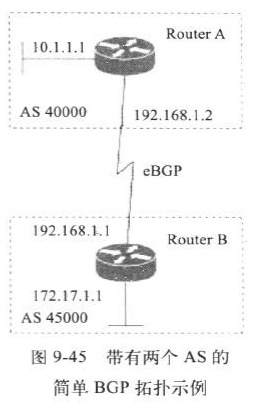 Router A
10.1.1.1
AS 40000
192.168.1.2
eBGP
192.168.1.1
Router B
172.17.1.1
AS 45000
图 9-45 带有两个 AS 的
简单 BGP 拓扑示例